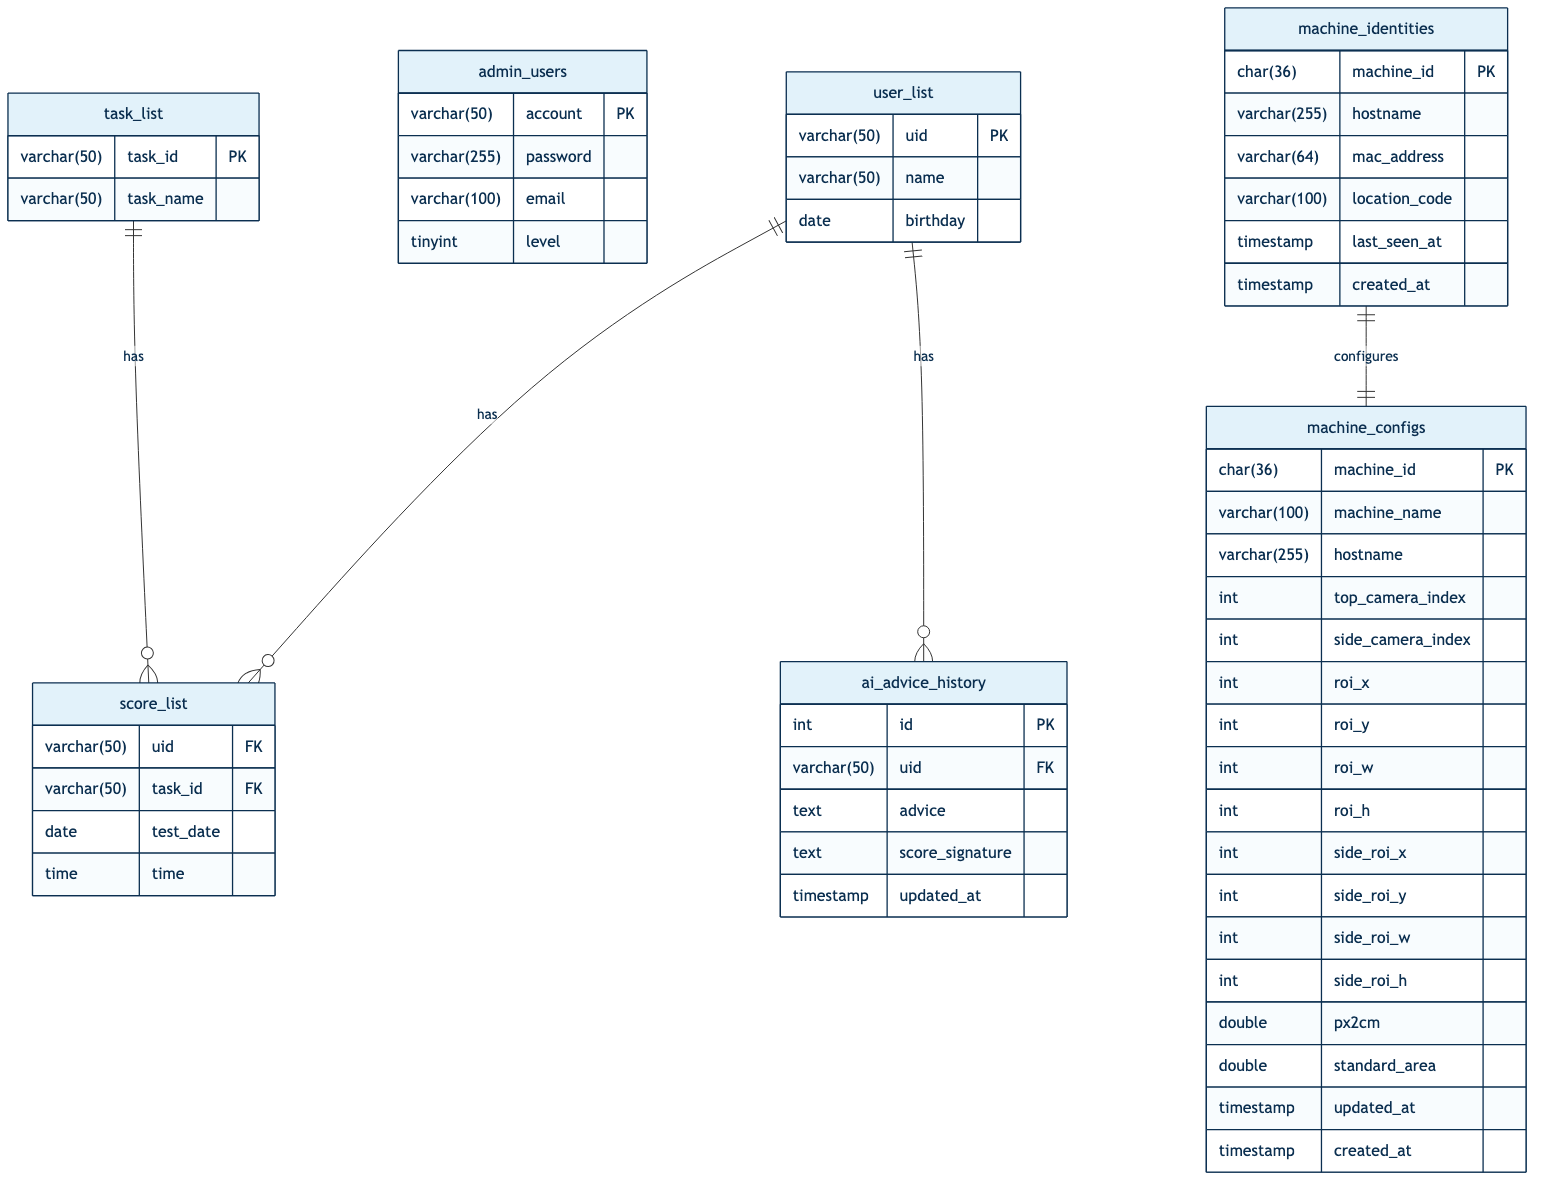 task_list
varchar(50) task_id PK
varchar(50) task_name
admin_users
varchar(50) account PK
varchar(255) password
varchar(100) email
tinyint level
user_list
varchar(50) uid PK
varchar(50) name
date birthday
machine_identities
char(36) machine_id PK
varchar(255) hostname
varchar(64) mac_address
varchar(100) location_code
timestamp last_seen_at
timestamp created_at
has
has
has
configures
score_list
varchar(50) uid FK
varchar(50) task_id FK
date test_date
time time
ai_advice_history
int id PK
varchar(50) uid FK
text advice
text score_signature
timestamp updated_at
machine_configs
char(36) machine_id PK
varchar(100) machine_name
varchar(255) hostname
int top_camera_index
int side_camera_index
int roi_x
int roi_y
int roi_w
int roi_h
int side_roi_x
int side_roi_y
int side_roi_w
int side_roi_h
double px2cm
double standard_area
timestamp updated_at
timestamp created_at